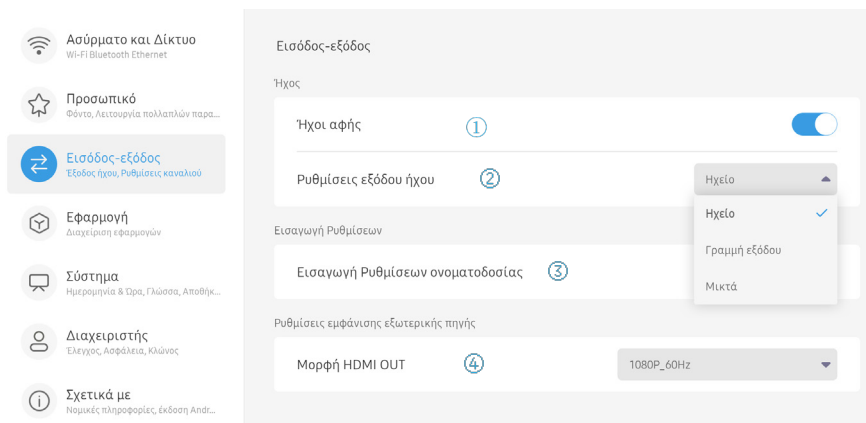 Ασύρματο και Δίκτυο
Wi-Fi Bluetooth Ethernet
Προσωπικό
Φόντο, Λειτουργία πολλαπλών παρα...
Εισόδος-εξόδος
Έξοδος ήχου, Ρυθμίσεις καναλιού
Εφαρμογή
Διαχείριση εφαρμογών
Σύστημα
Ημερομηνία & Ώρα, Γλώσσα, Αποθήκ...
Διαχειριστής
Έλεγχος, Ασφάλεια, Κλώνος
Σχετικά με
Νομικές πληροφορίες, έκδοση Andr...
Εισόδος-εξόδος
Ήχος
Ήχοι αφής ①
Ρυθμίσεις εξόδου ήχου ② Ηχείο
Ηχείο
Γραμμή εξόδου
Μικτά
Εισαγωγή Ρυθμίσεων
Εισαγωγή Ρυθμίσεων ονοματοδοσίας ③
Ρυθμίσεις εμφάνισης εξωτερικής πηγής
Μορφή HDMI OUT ④ 1080P_60Hz